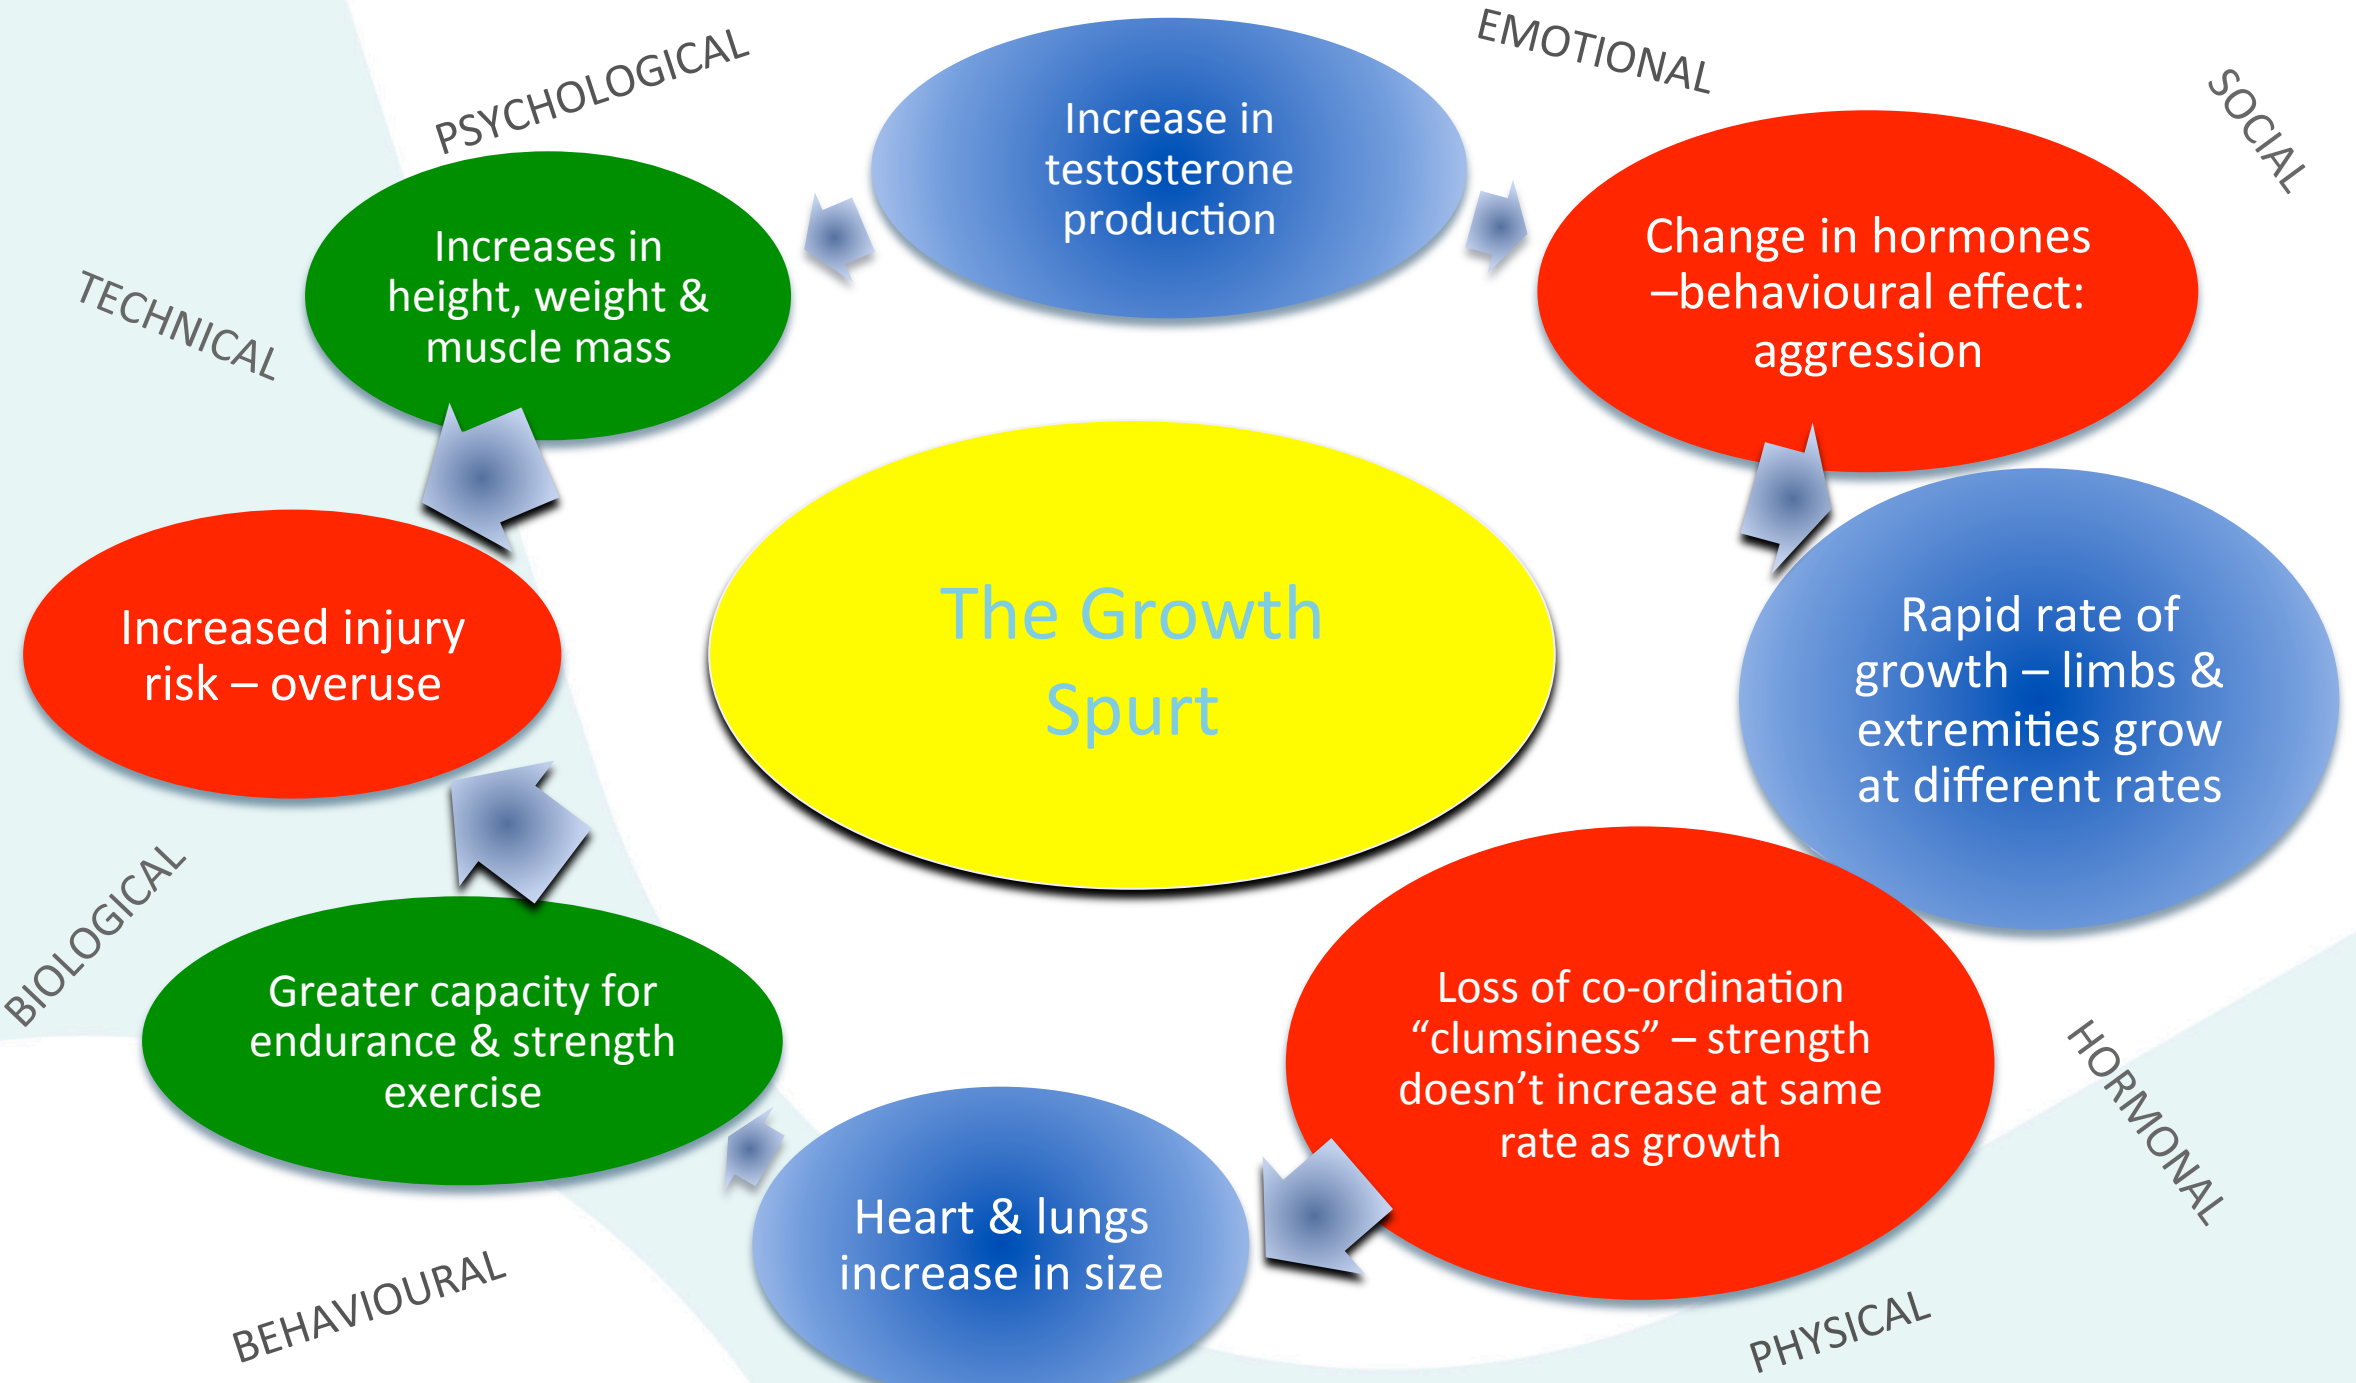 PSYCHOLOGICAL
EMOTIONAL
SOCIAL
TECHNICAL
Increase in
testosterone
production
Increases in
height, weight &
muscle mass
Change in hormones
–behavioural effect:
aggression
The Growth
Spurt
Increased injury
risk – overuse
Rapid rate of
growth – limbs &
extremities grow
at different rates
Greater capacity for
endurance & strength
exercise
Loss of co-ordination
“clumsiness” – strength
doesn’t increase at same
rate as growth
Heart & lungs
increase in size
BIOLOGICAL
HORMONAL
BEHAVIOURAL
PHYSICAL